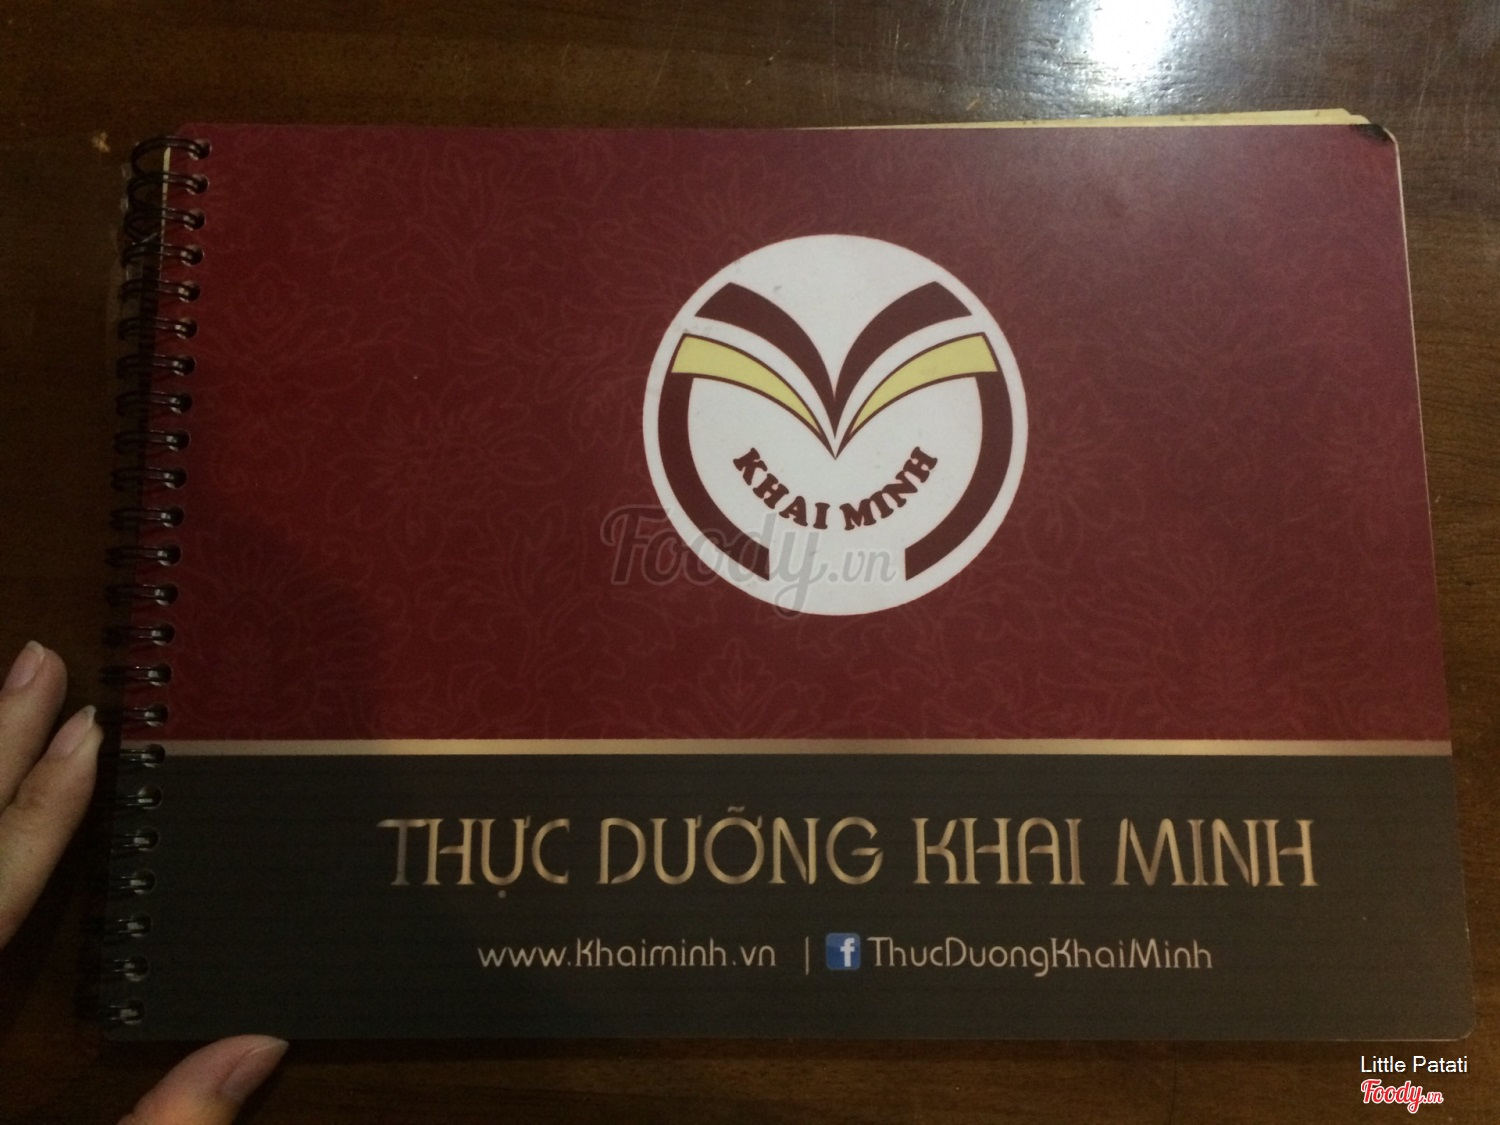 KHAI MINH
Foody.vn
THỰC DƯỠNG KHAI MINH
www.Khaiminh.vn | f ThucDuongKhaiMinh
Little Patati
Foody.vn